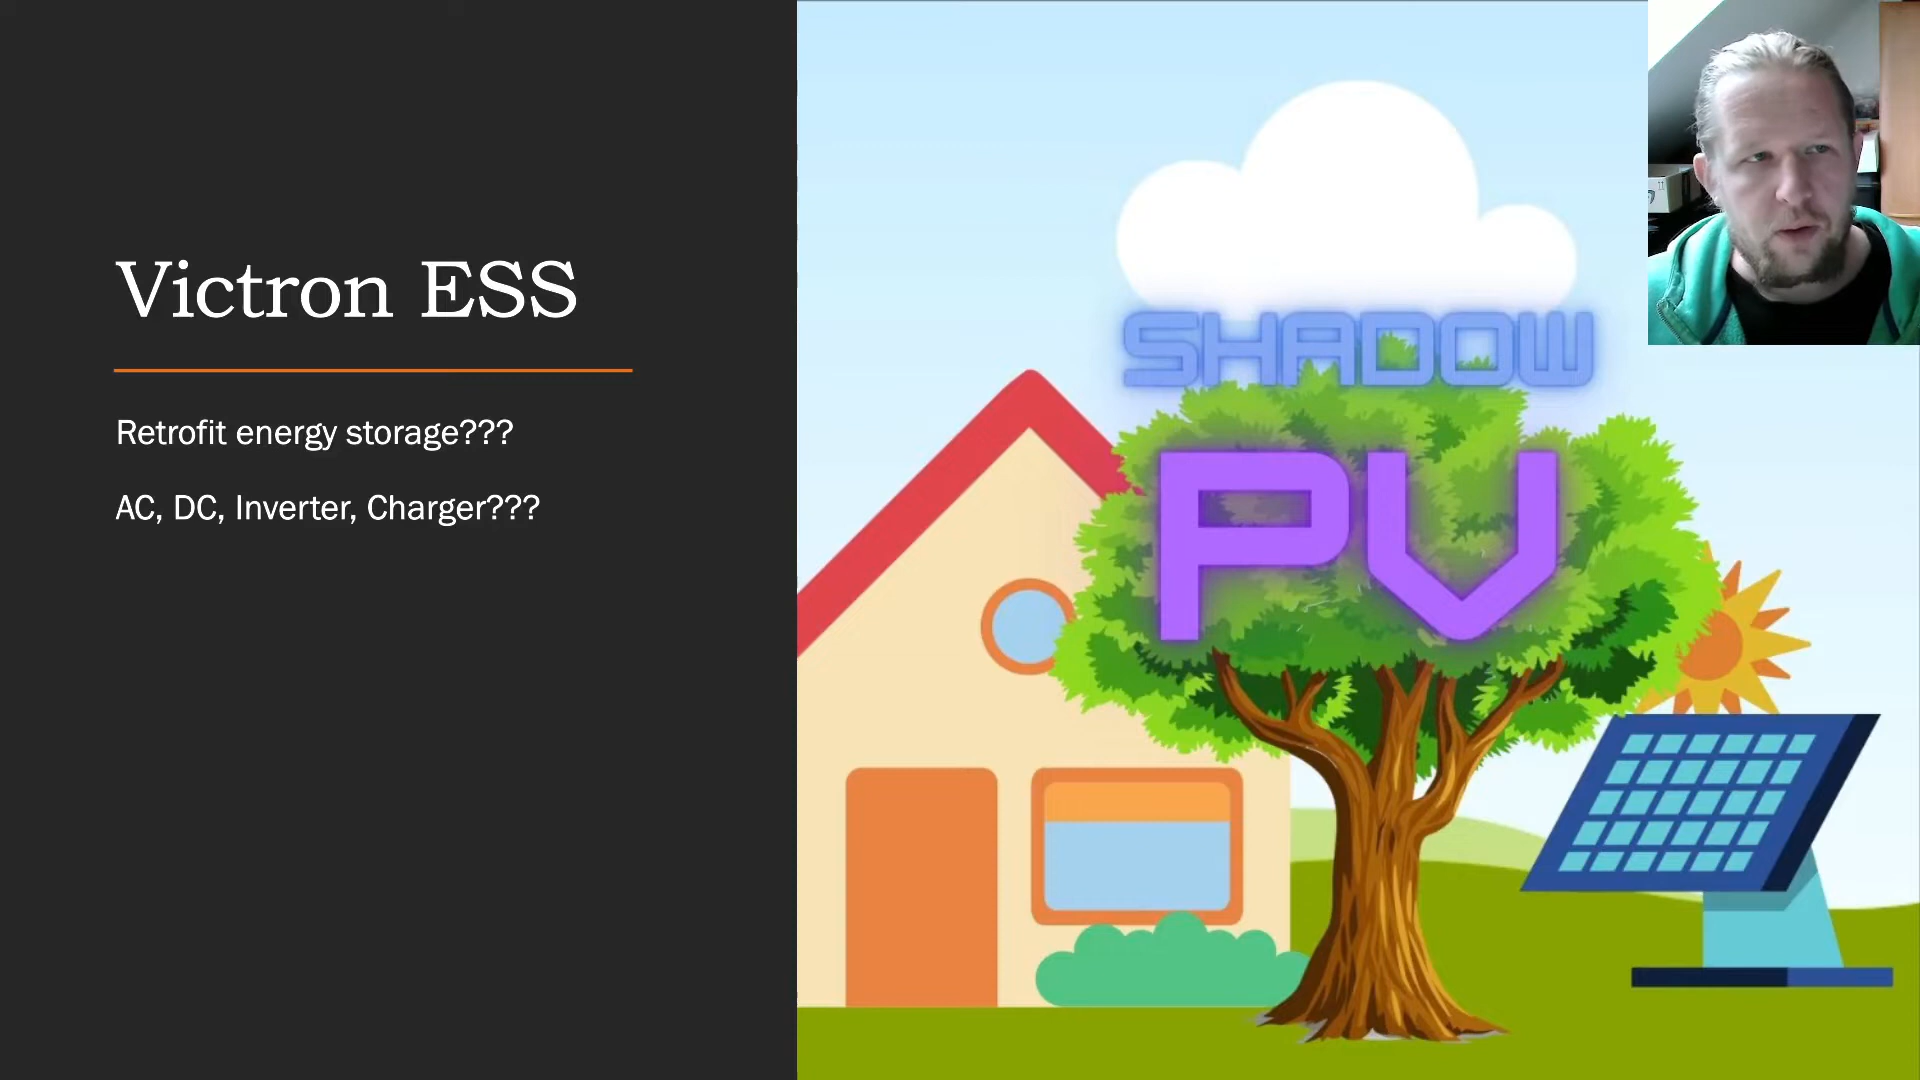 Victron ESS
Retrofit energy storage???
AC, DC, Inverter, Charger???
SHADOW
PV